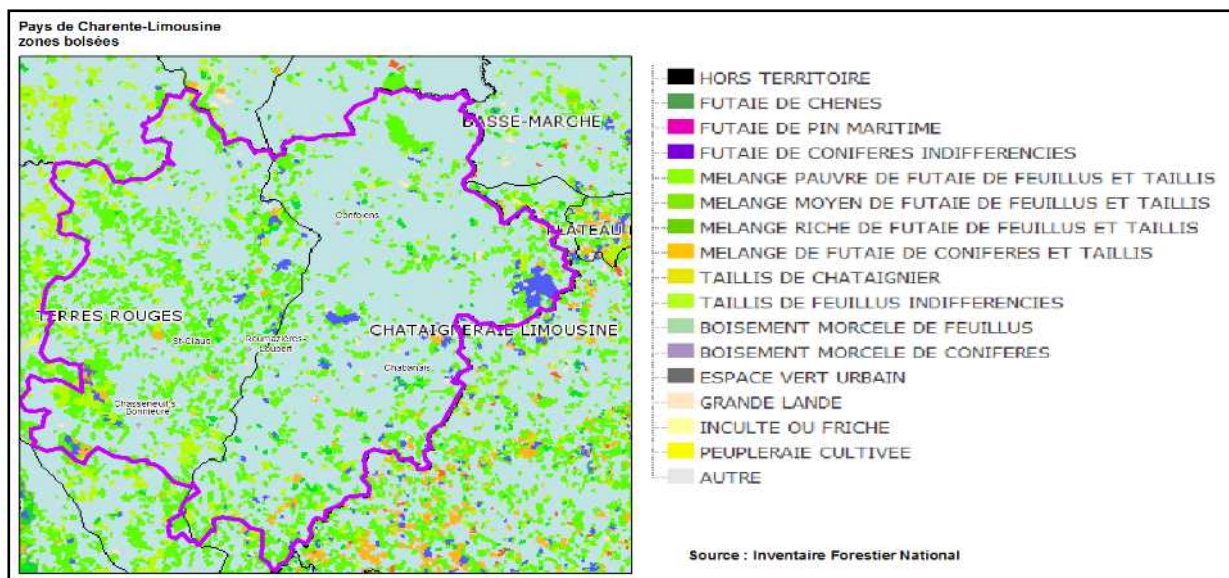 Pays de Charente-Limousine
zones boisées
BASSE-MARCHE
Confolens
PLATEAU
TERRES ROUGES
CHATAIGNERAIE LIMOUSINE
St-Claud
Roumazières-
Loubert
Chabanais
Chasseneuil-s
Bonnieure
HORS TERRITOIRE
FUTAIE DE CHENES
FUTAIE DE PIN MARITIME
FUTAIE DE CONIFERES INDIFFERENCIES
MELANGE PAUVRE DE FUTAIE DE FEUILLUS ET TAILLIS
MELANGE MOYEN DE FUTAIE DE FEUILLUS ET TAILLIS
MELANGE RICHE DE FUTAIE DE FEUILLUS ET TAILLIS
MELANGE DE FUTAIE DE CONIFERES ET TAILLIS
TAILLIS DE CHATAIGNIER
TAILLIS DE FEUILLUS INDIFFERENCIES
BOISEMENT MORCELE DE FEUILLUS
BOISEMENT MORCELE DE CONIFERES
ESPACE VERT URBAIN
GRANDE LANDE
INCULTE OU FRICHE
PEUPLERAIE CULTIVEE
AUTRE
Source : Inventaire Forestier National